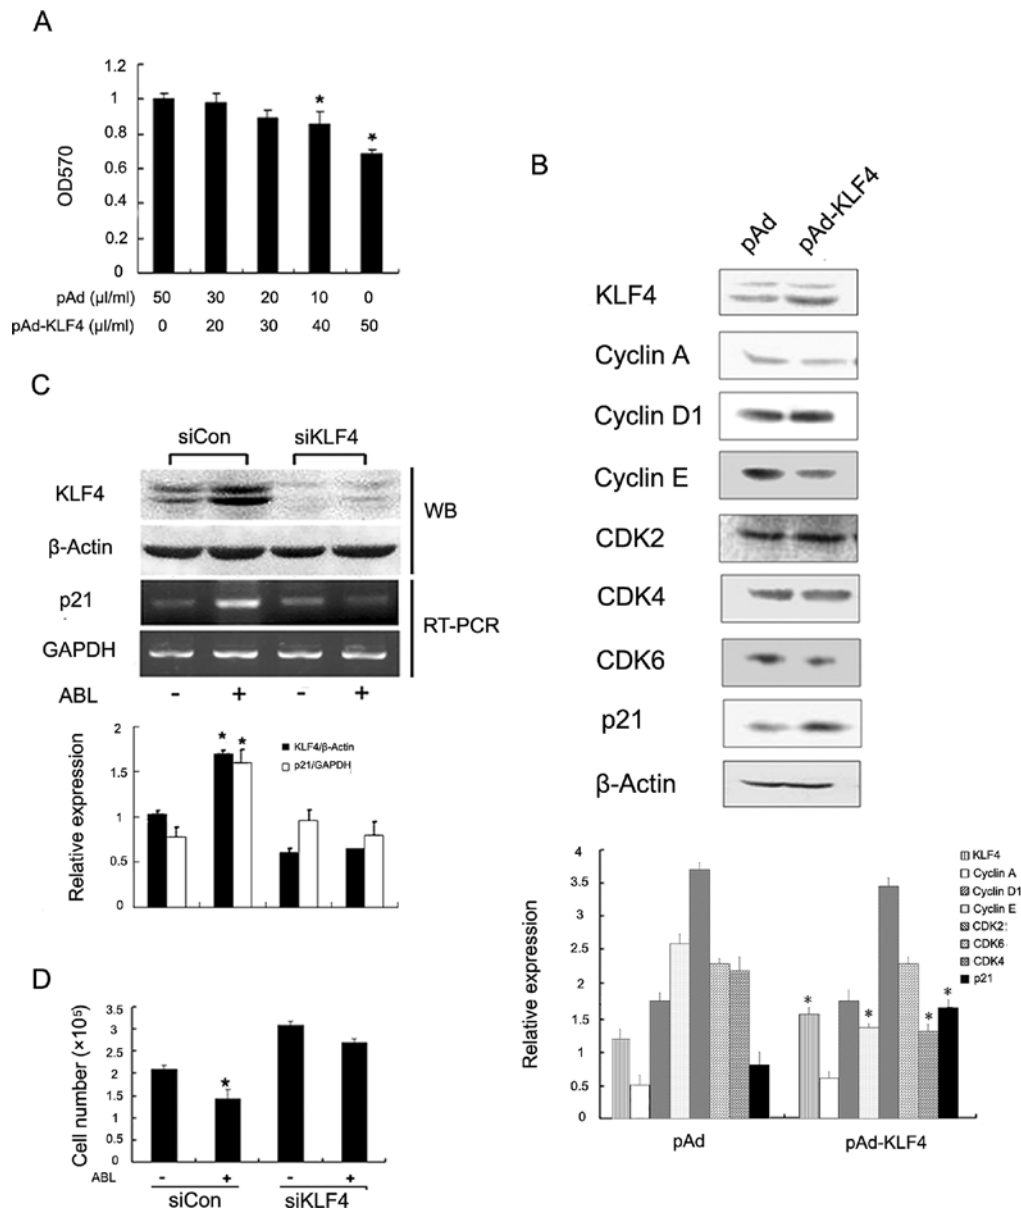 A
1.2
1
0.8
0.6
0.4
0.2
0
OD570
* *
pAd (µl/ml) 50 30 20 10 0
pAd-KLF4 (µl/ml) 0 20 30 40 50
B
pAd pAd-KLF4
KLF4
Cyclin A
Cyclin D1
Cyclin E
CDK2
CDK4
CDK6
p21
β-Actin
4
3.5
3
2.5
2
1.5
1
0.5
0
Relative expression
* * * *
pAd pAd-KLF4
KLF4
Cyclin A
Cyclin D1
Cyclin E
CDK2:
CDK6
CDK4
p21
C
siCon siKLF4
KLF4
β-Actin
WB
p21
GAPDH
RT-PCR
ABL - + - +
2
1.5
1
0.5
0
Relative expression
* *
KLF4/β-Actin
p21/GAPDH
D
3.5
3
2.5
2
1.5
1
0.5
0
Cell number (×10⁵)
*
ABL - + - +
siCon siKLF4